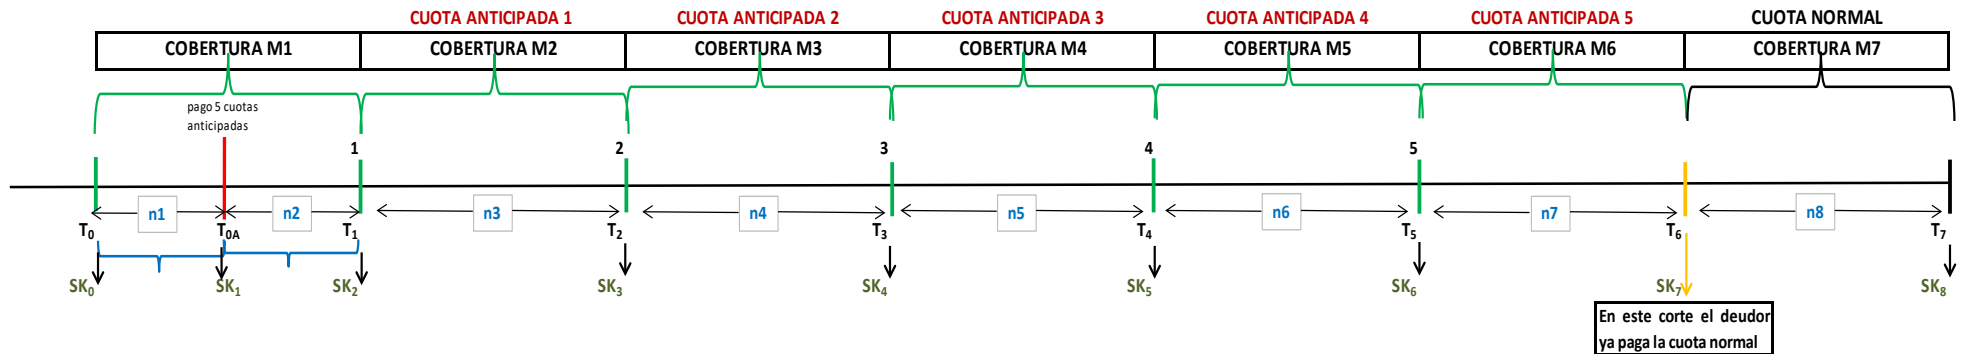 CUOTA ANTICIPADA 1 CUOTA ANTICIPADA 2 CUOTA ANTICIPADA 3 CUOTA ANTICIPADA 4 CUOTA ANTICIPADA 5 CUOTA NORMAL
COBERTURA M1 COBERTURA M2 COBERTURA M3 COBERTURA M4 COBERTURA M5 COBERTURA M6 COBERTURA M7
pago 5 cuotas
anticipadas
1 2 3 4 5
n1 n2 n3 n4 n5 n6 n7 n8
T0 T0A T1 T2 T3 T4 T5 T6 T7
SK0 SK1 SK2 SK3 SK4 SK5 SK6 SK7 SK8
En este corte el deudor
ya paga la cuota normal